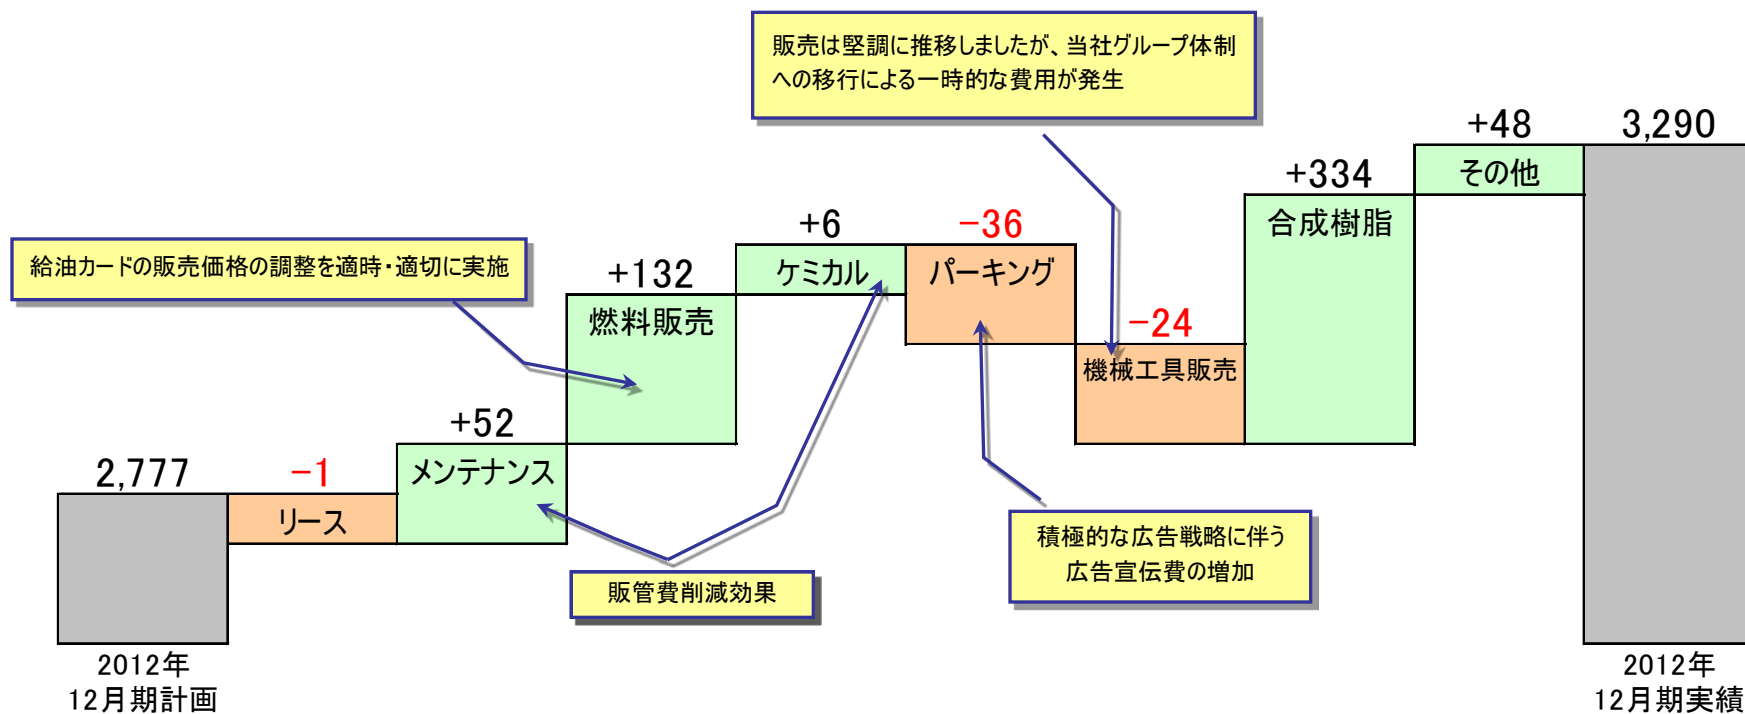 販売は堅調に推移しましたが、当社グループ体制
への移行による一時的な費用が発生
+48
3,290
+334
その他
合成樹脂
+6
-36
給油カードの販売価格の調整を適時・適切に実施
+132
ケミカル
パーキング
燃料販売
-24
機械工具販売
+52
2,777
-1
メンテナンス
リース
積極的な広告戦略に伴う
広告宣伝費の増加
販管費削減効果
2012年
12月期計画
2012年
12月期実績